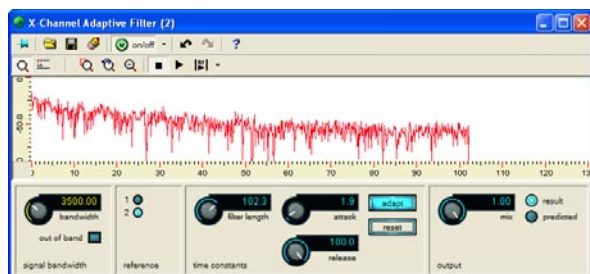 X-Channel Adaptive Filter (2)
on/off
?
0
-50.0
0 10 20 30 40 50 60 70 80 90 100 110 120 130
3500.00
bandwidth
out of band
signal bandwidth
1
2
reference
102.3
filter length
1.9
attack
adapt
reset
100.0
release
time constants
1.00
mix
result
predicted
output